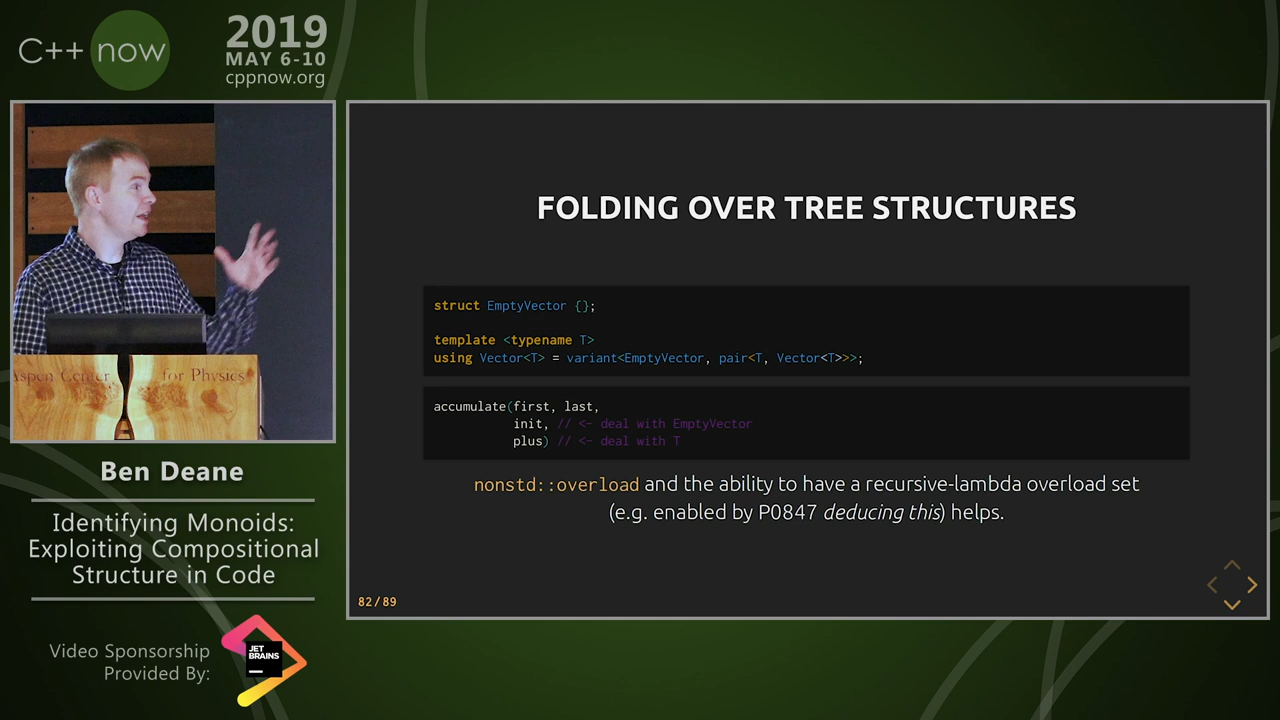 C++ now
2019
MAY 6-10
cppnow.org
FOLDING OVER TREE STRUCTURES
struct EmptyVector {};
template <typename T>
using Vector<T> = variant<EmptyVector, pair<T, Vector<T>>>;
accumulate(first, last,
init, // <- deal with EmptyVector
plus) // <- deal with T
nonstd::overload and the ability to have a recursive-lambda overload set
(e.g. enabled by P0847 deducing this) helps.
82/89
Aspen Center for Physics
Ben Deane
Identifying Monoids:
Exploiting Compositional
Structure in Code
Video Sponsorship
Provided By:
JET
BRAINS